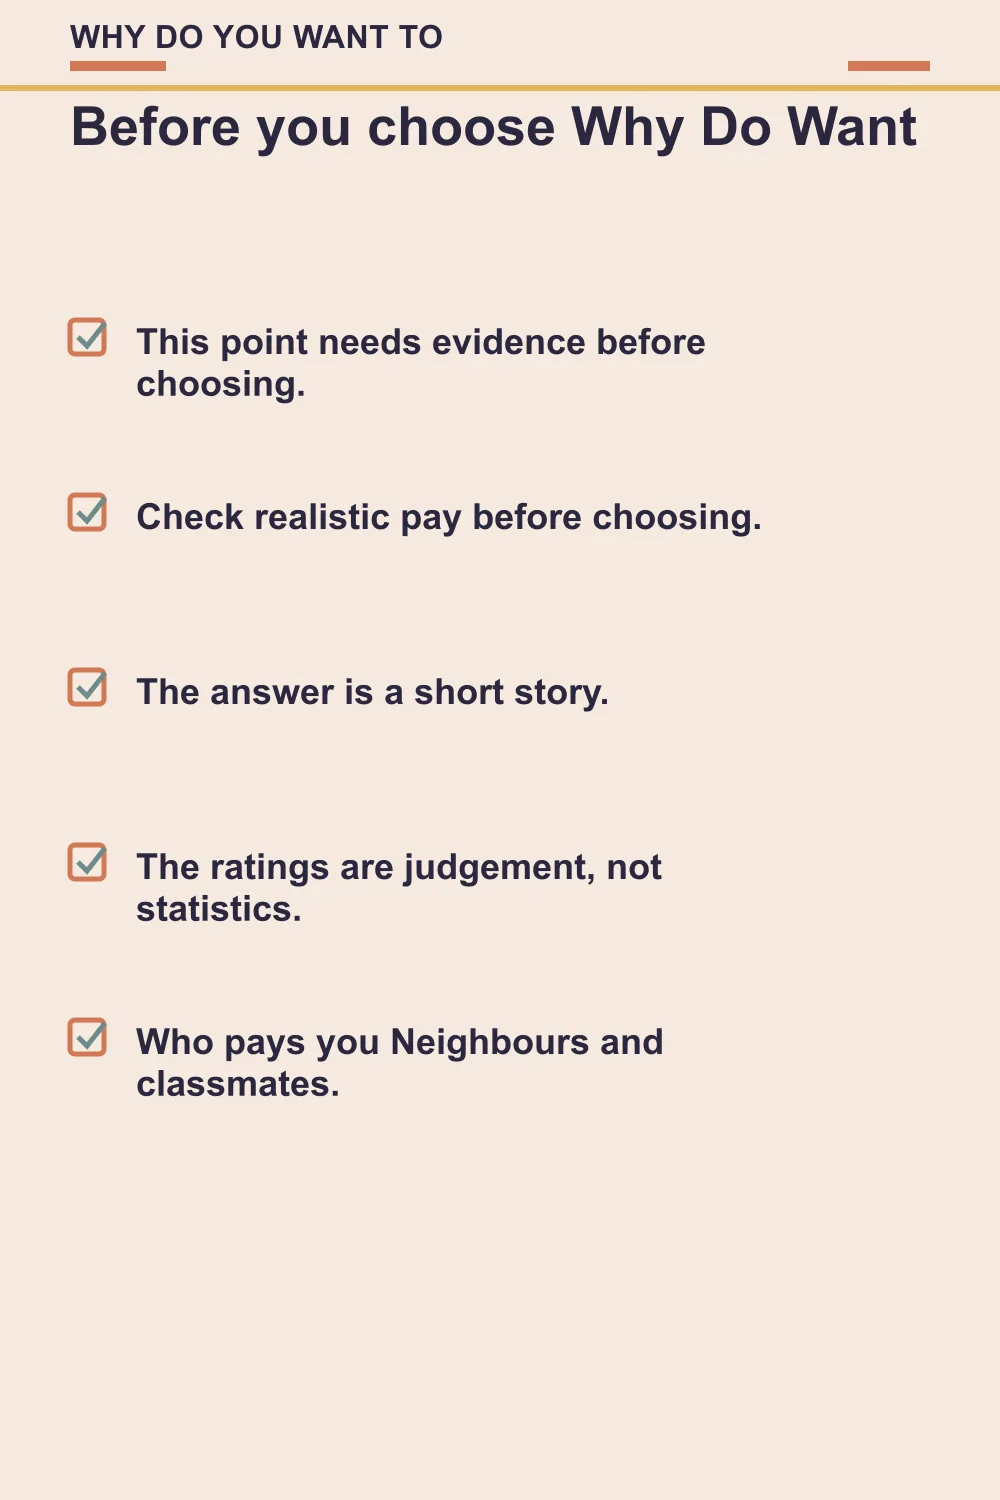 WHY DO YOU WANT TO
Before you choose Why Do Want
This point needs evidence before
choosing.
Check realistic pay before choosing.
The answer is a short story.
The ratings are judgement, not
statistics.
Who pays you Neighbours and
classmates.